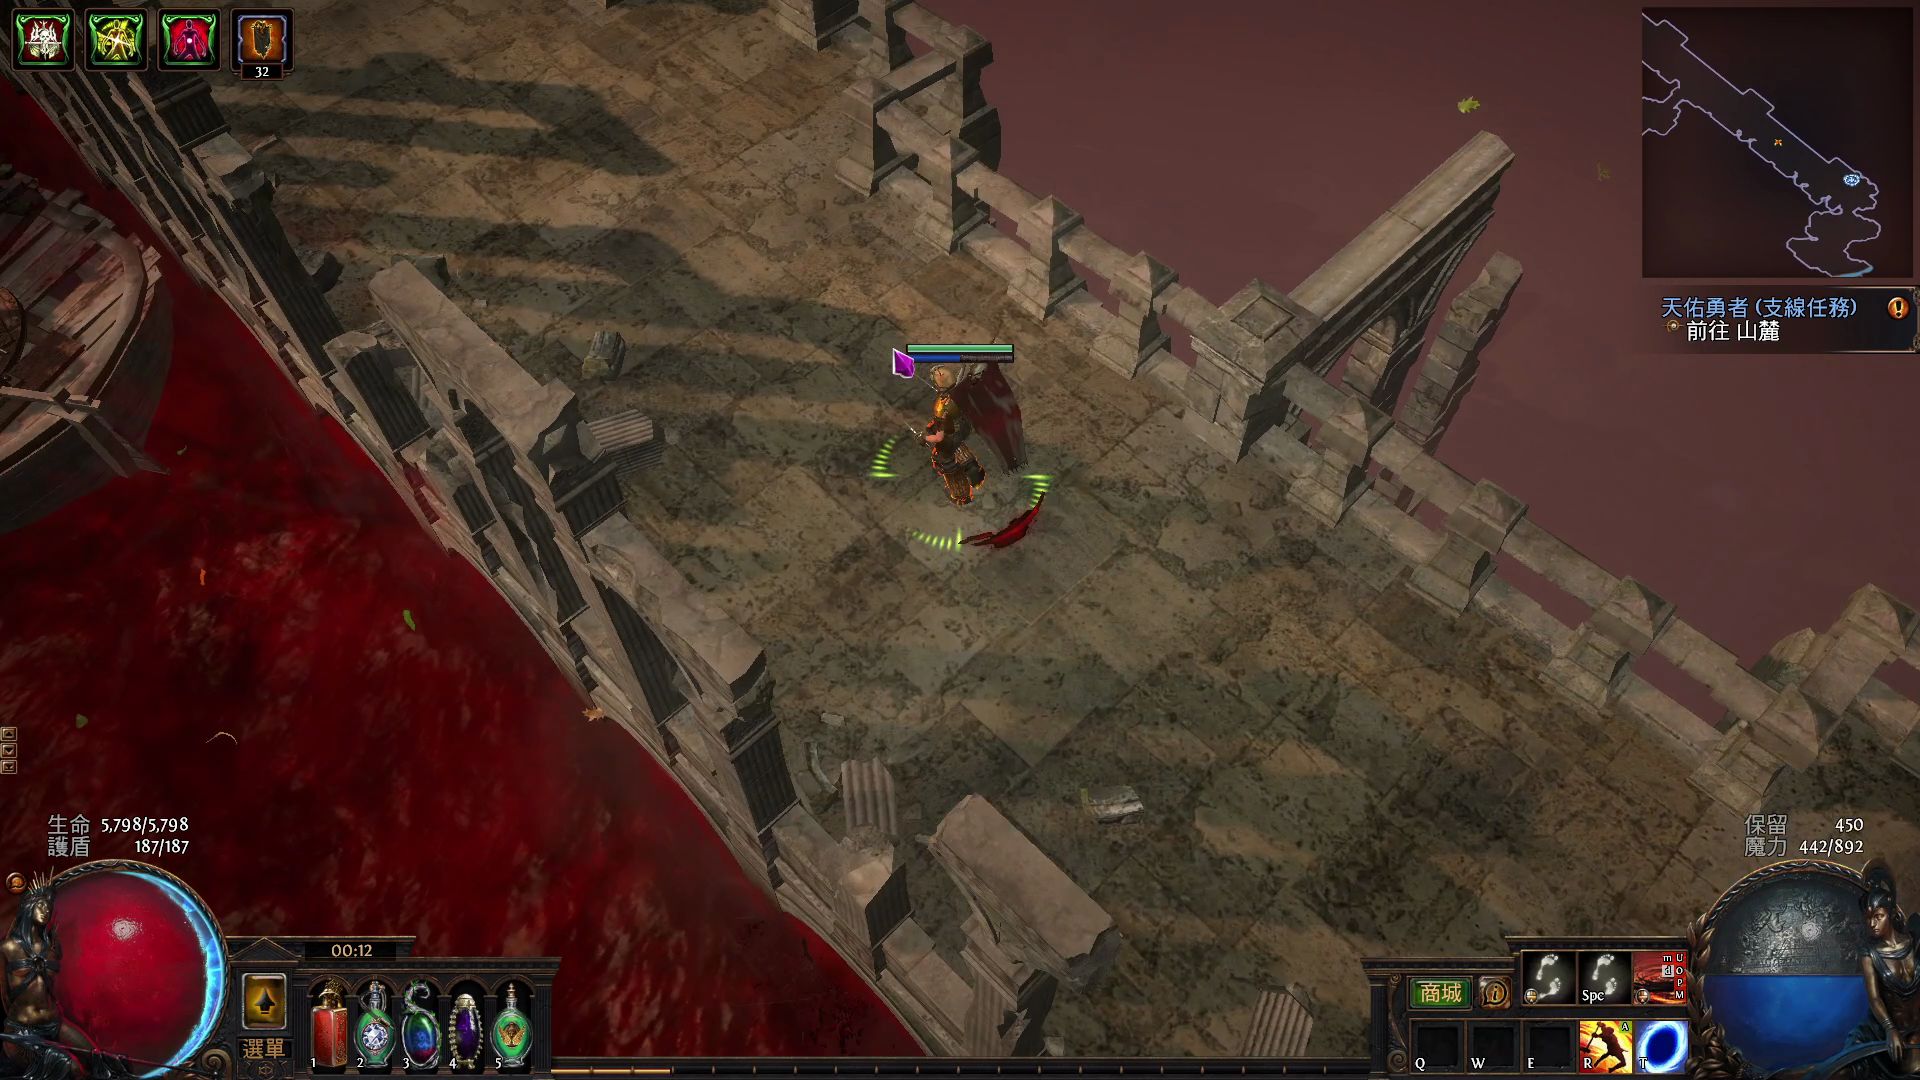 32
天佑勇者 (支線任務)
前往 山麓
生命 5,798/5,798
護盾 187/187
保留 450
魔力 442/892
00:12
商城
Spc
選單
1
2
3
4
5
Q
W
E
R
T
A